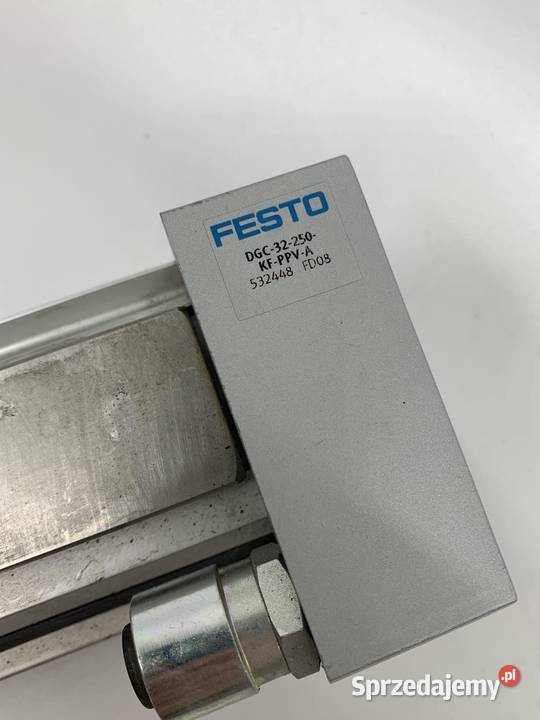 FESTO
DGC-32-250-
KF-PPV-A
532448 FD08
Sprzedajemy.pl